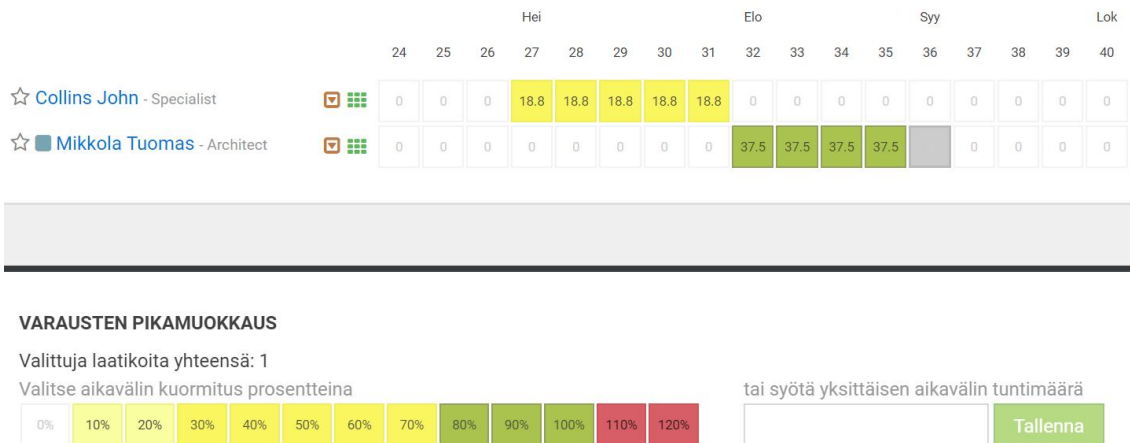 Hei Elo Syy Lok
24 25 26 27 28 29 30 31 32 33 34 35 36 37 38 39 40
Collins John - Specialist 0 0 0 18.8 18.8 18.8 18.8 18.8 0 0 0 0 0 0 0 0 0
Mikkola Tuomas - Architect 0 0 0 0 0 0 0 0 37.5 37.5 37.5 37.5 0 0 0 0
VARAUSTEN PIKAMUOKKAUS
Valittuja laatikoita yhteensä: 1
Valitse aikavälin kuormitus prosentteina tai syötä yksittäisen aikavälin tuntimäärä
0% 10% 20% 30% 40% 50% 60% 70% 80% 90% 100% 110% 120% Tallenna